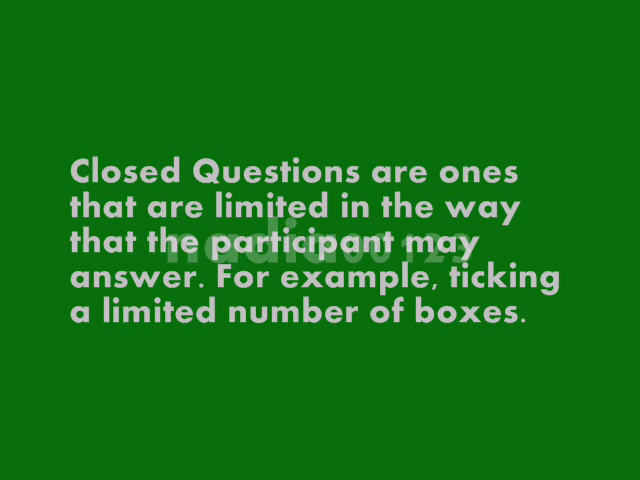 Closed Questions are ones
that are limited in the way
that the participant may
answer. For example, ticking
a limited number of boxes.
nadia00123